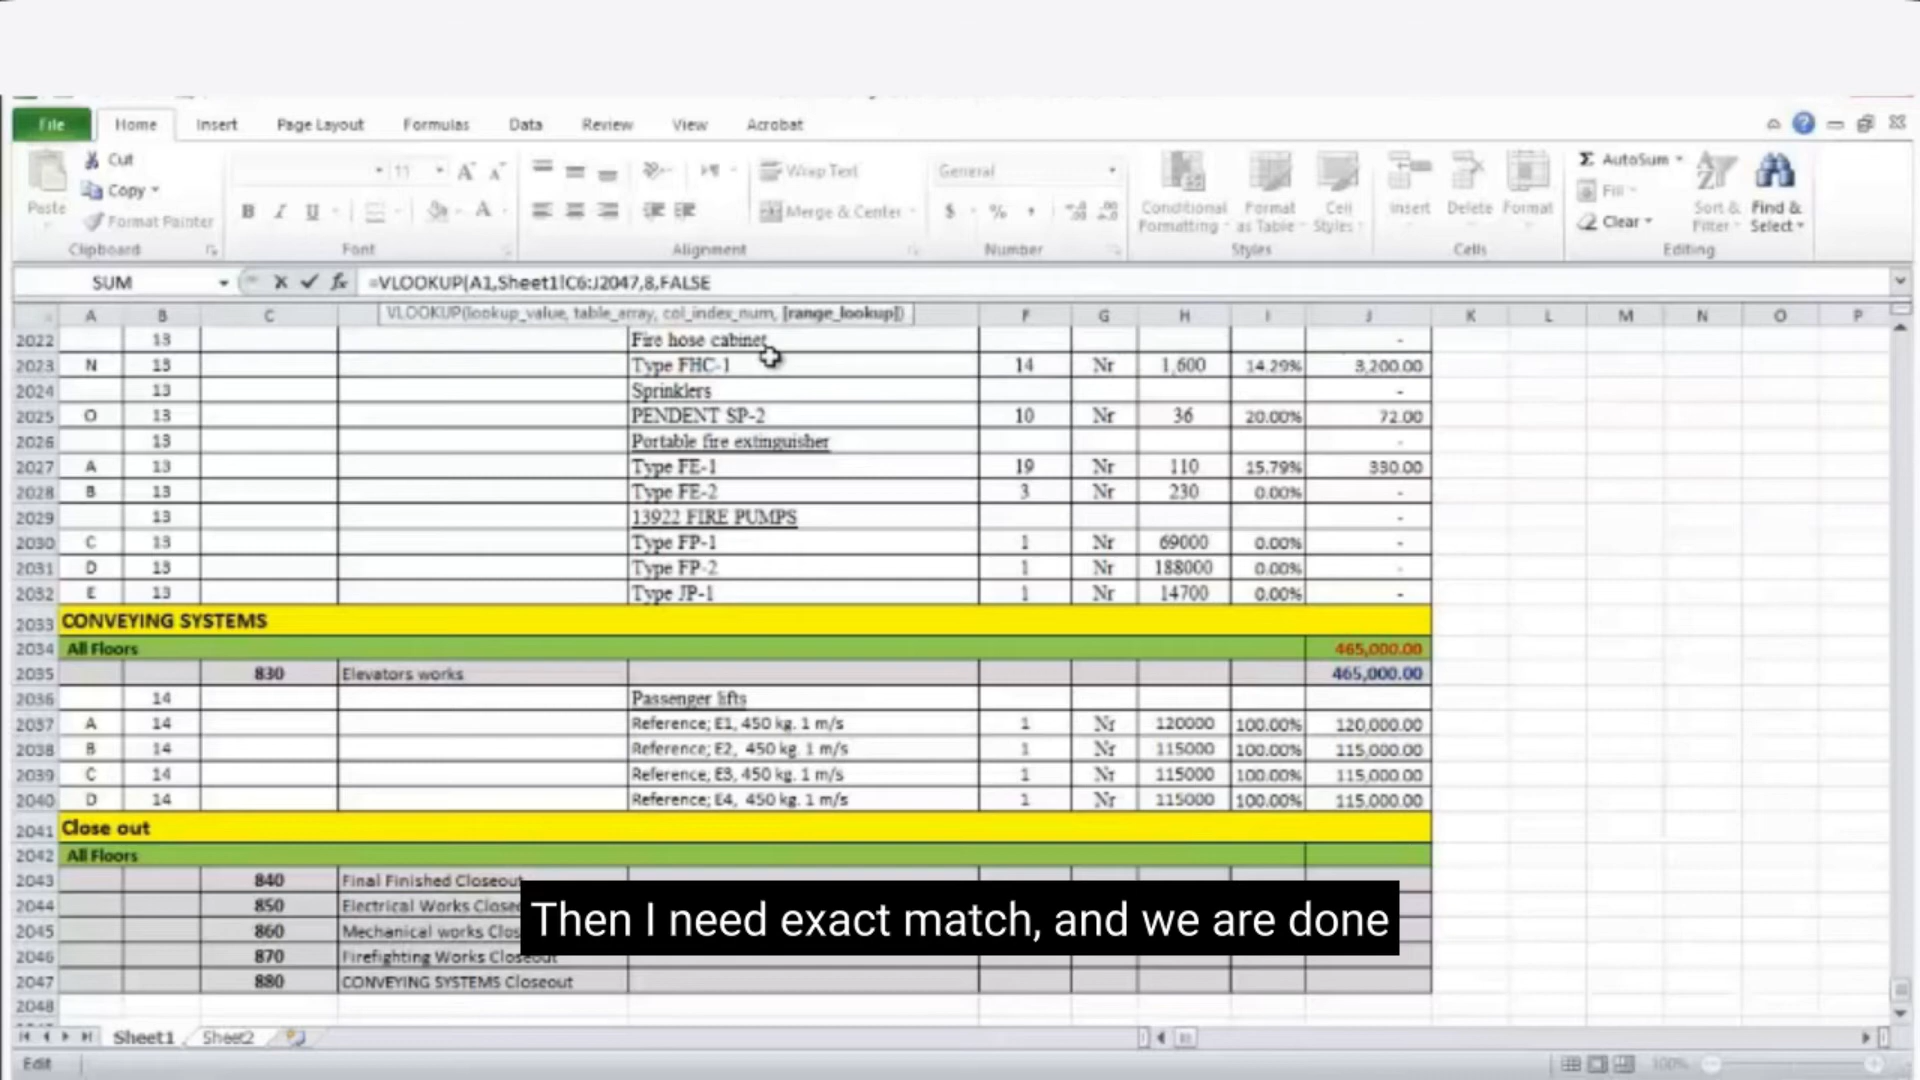 File Home Insert Page Layout Formulas Data Review View Acrobat
Cut
Copy
Paste
Format Painter
Clipboard
11 A A
B I U A
Font
Wrap Text
Merge & Center
Alignment
General
$ % ,
Number
Conditional Formatting
Format as Table
Cell Styles
Styles
Insert Delete Format
Cells
Σ AutoSum
Fill
Clear
Sort & Filter
Find & Select
Editing
SUM fx =VLOOKUP(A1,Sheet1!C6:J2047,8,FALSE
VLOOKUP(lookup_value, table_array, col_index_num, [range_lookup])
A B C F G H I J K L M N O P
2022 13 Fire hose cabinet -
2023 N 13 Type FHC-1 14 Nr 1,600 14.29% 3,200.00
2024 13 Sprinklers -
2025 O 13 PENDENT SP-2 10 Nr 36 20.00% 72.00
2026 13 Portable fire extinguisher -
2027 A 13 Type FE-1 19 Nr 110 15.79% 330.00
2028 B 13 Type FE-2 3 Nr 230 0.00% -
2029 13 13922 FIRE PUMPS -
2030 C 13 Type FP-1 1 Nr 69000 0.00% -
2031 D 13 Type FP-2 1 Nr 188000 0.00% -
2032 E 13 Type JP-1 1 Nr 14700 0.00% -
2033 CONVEYING SYSTEMS
2034 All Floors 465,000.00
2035 830 Elevators works 465,000.00
2036 14 Passenger lifts
2037 A 14 Reference; E1, 450 kg. 1 m/s 1 Nr 120000 100.00% 120,000.00
2038 B 14 Reference; E2, 450 kg. 1 m/s 1 Nr 115000 100.00% 115,000.00
2039 C 14 Reference; E3, 450 kg. 1 m/s 1 Nr 115000 100.00% 115,000.00
2040 D 14 Reference; E4, 450 kg. 1 m/s 1 Nr 115000 100.00% 115,000.00
2041 Close out
2042 All Floors
2043 840 Final Finished Closeout
2044 850 Electrical Works
2045 860 Mechanical works
2046 870 Firefighting Works Closeout
2047 880 CONVEYING SYSTEMS Closeout
2048
Then I need exact match, and we are done
Sheet1 Sheet2
Edit 100%